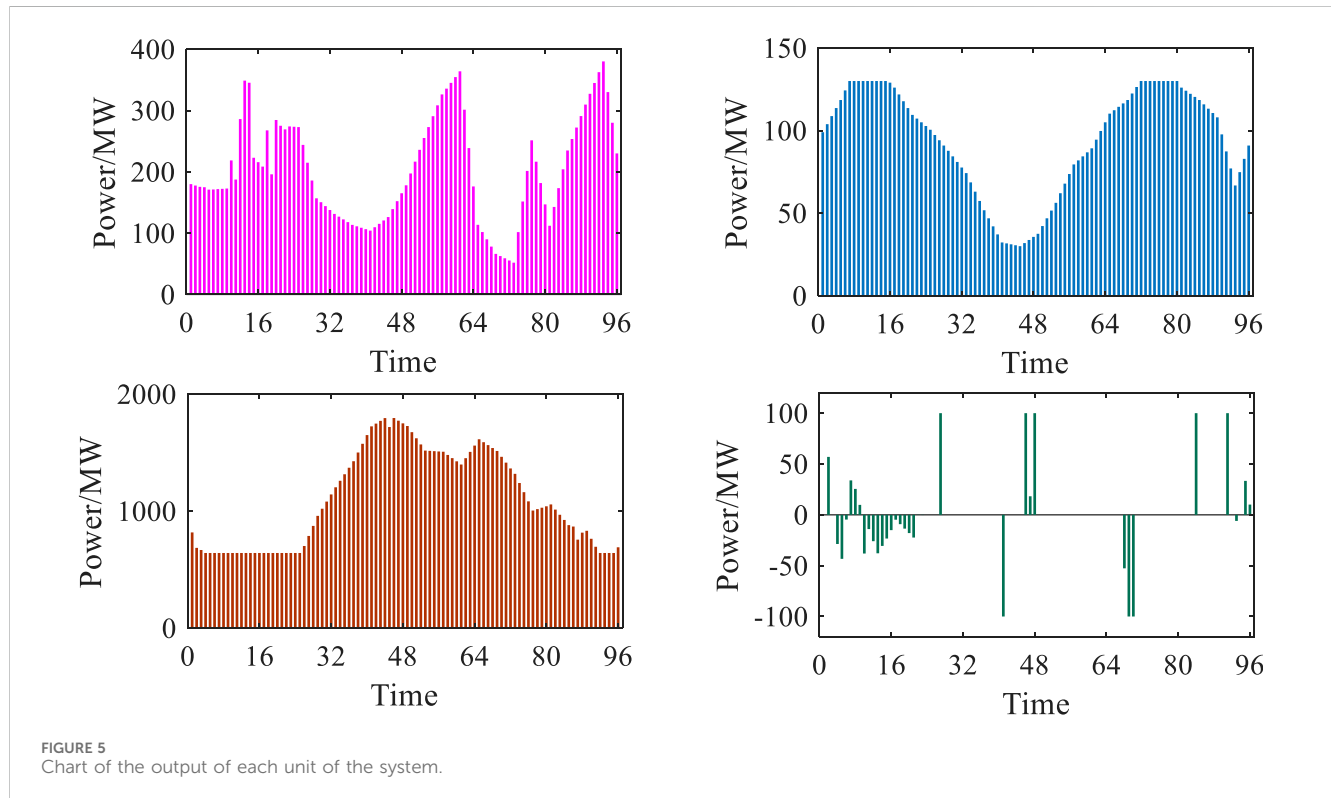 400
300
200
100
0
Power/MW
0 16 32 48 64 80 96
Time
150
100
50
0
Power/MW
0 16 32 48 64 80 96
Time
2000
1000
0
Power/MW
0 16 32 48 64 80 96
Time
100
50
0
-50
-100
Power/MW
0 16 32 48 64 80 96
Time
FIGURE 5
Chart of the output of each unit of the system.